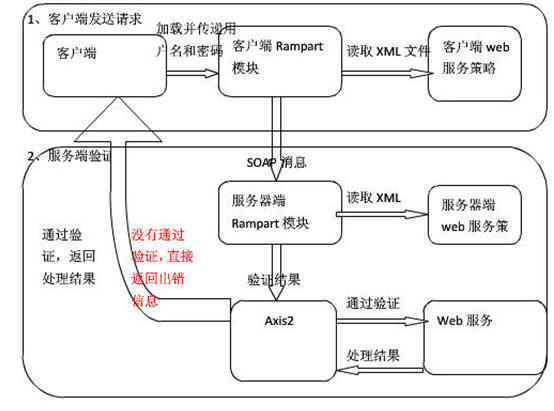 1、客户端发送请求
加载并传递用
户名和密码
客户端
客户端 Rampart
模块
读取 XML 文件
客户端 web
服务策略
SOAP 消息
2、服务端验证
服务器端
Rampart 模块
读取 XML
服务器端
web 服务策
通过验
证，返回
处理结果
没有通过
验证，直接
返回出错
信息
验证结果
Axis2
通过验证
Web 服务
处理结果